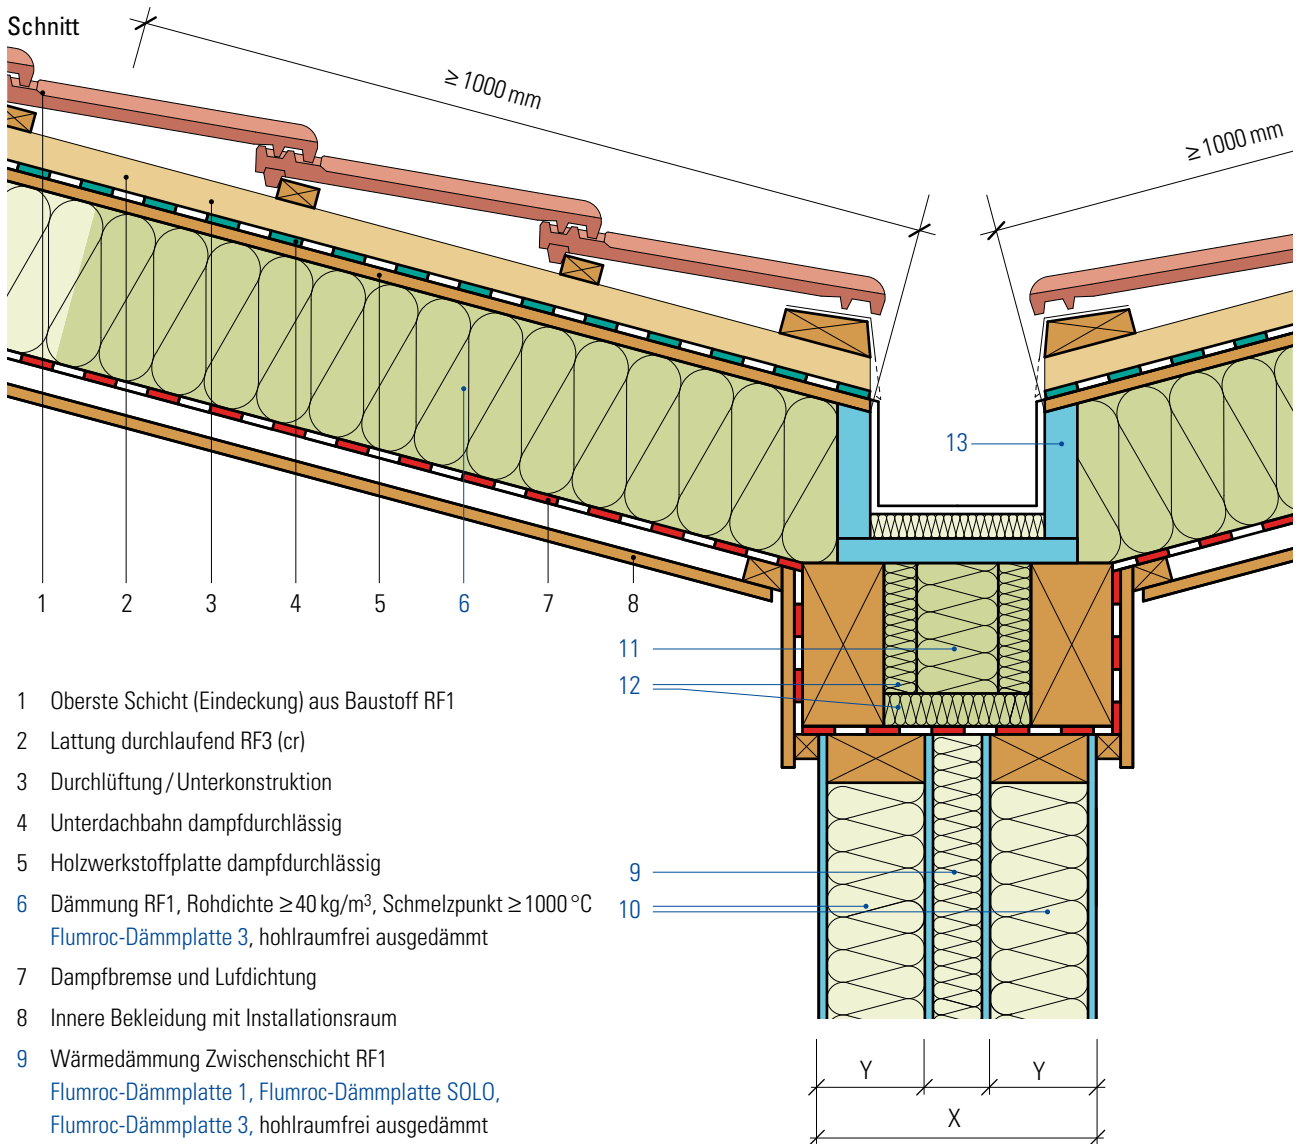 Schnitt
≥ 1000 mm
≥ 1000 mm
13
1 2 3 4 5 6 7 8
11
12
9
10
1 Oberste Schicht (Eindeckung) aus Baustoff RF1
2 Lattung durchlaufend RF3 (cr)
3 Durchlüftung / Unterkonstruktion
4 Unterdachbahn dampfdurchlässig
5 Holzwerkstoffplatte dampfdurchlässig
6 Dämmung RF1, Rohdichte ≥ 40 kg/m³, Schmelzpunkt ≥ 1000 °C
Flumroc-Dämmplatte 3, hohlraumfrei ausgedämmt
7 Dampfbremse und Lufdichtung
8 Innere Bekleidung mit Installationsraum
9 Wärmedämmung Zwischenschicht RF1
Flumroc-Dämmplatte 1, Flumroc-Dämmplatte SOLO,
Flumroc-Dämmplatte 3, hohlraumfrei ausgedämmt
Y Y
X